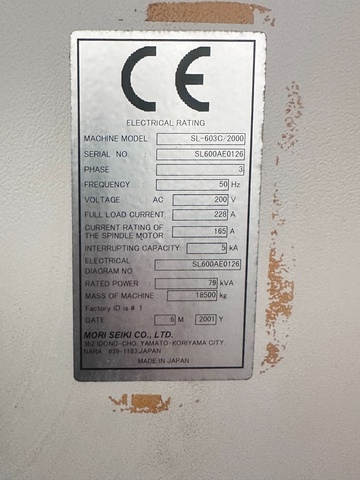 CE
ELECTRICAL RATING
MACHINE MODEL SL-603C/2000
SERIAL NO. SL600AE0126
PHASE 3
FREQUENCY 50 Hz
VOLTAGE AC 200 V
FULL LOAD CURRENT 228 A
CURRENT RATING OF
THE SPINDLE MOTOR 165 A
INTERRUPTING CAPACITY 5 kA
ELECTRICAL
DIAGRAM NO. SL600AE0126
RATED POWER 79 kVA
MASS OF MACHINE 18500 kg
Factory ID is # 1
DATE 6 M 2001 Y
MORI SEIKI CO., LTD.
362 IDONO-CHO, YAMATO-KORIYAMA CITY
NARA 639-1183 JAPAN
MADE IN JAPAN